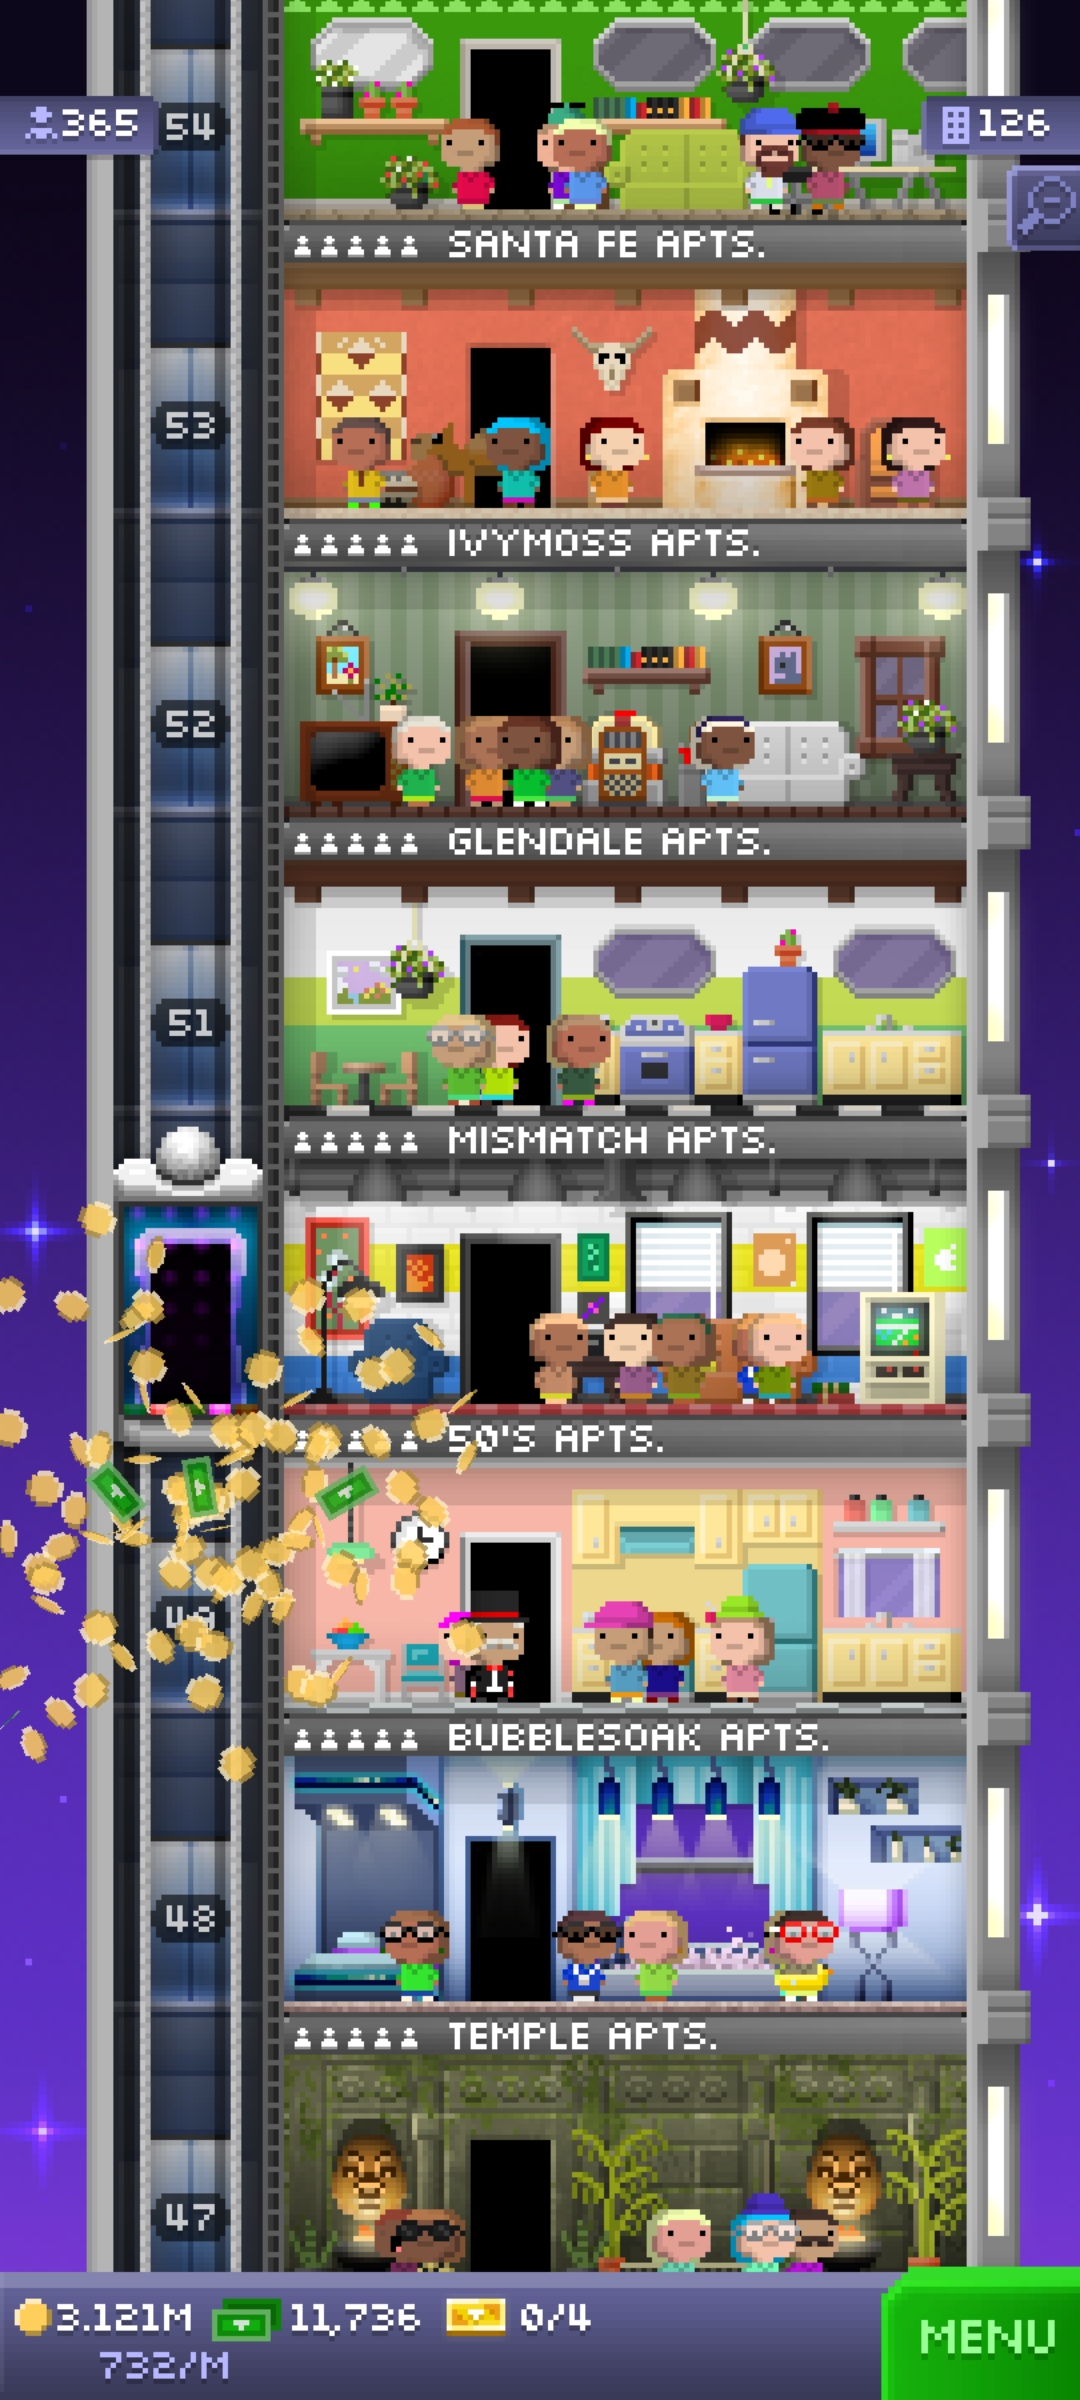 365
54
126
SANTA FE APTS.
53
IVYMOSS APTS.
52
GLENDALE APTS.
51
MISMATCH APTS.
50'S APTS.
49
BUBBLESOAK APTS.
48
TEMPLE APTS.
47
3.121M 11,736 0/4
732/M
MENU